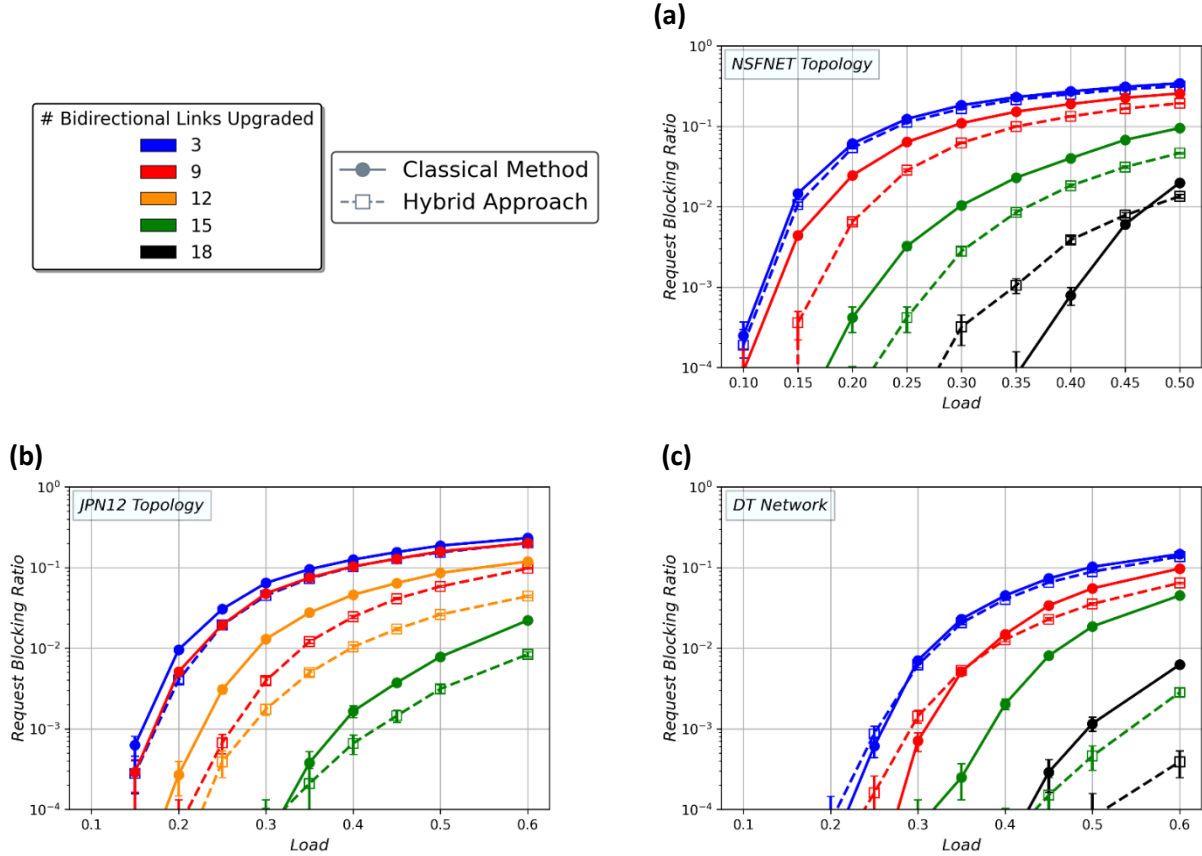 (a)
# Bidirectional Links Upgraded
3
9
12
15
18
Classical Method
Hybrid Approach
NSFNET Topology
Request Blocking Ratio
10^0
10^-1
10^-2
10^-3
10^-4
0.10 0.15 0.20 0.25 0.30 0.35 0.40 0.45 0.50
Load
(b)
JPN12 Topology
Request Blocking Ratio
10^0
10^-1
10^-2
10^-3
10^-4
0.1 0.2 0.3 0.4 0.5 0.6
Load
(c)
DT Network
Request Blocking Ratio
10^0
10^-1
10^-2
10^-3
10^-4
0.1 0.2 0.3 0.4 0.5 0.6
Load